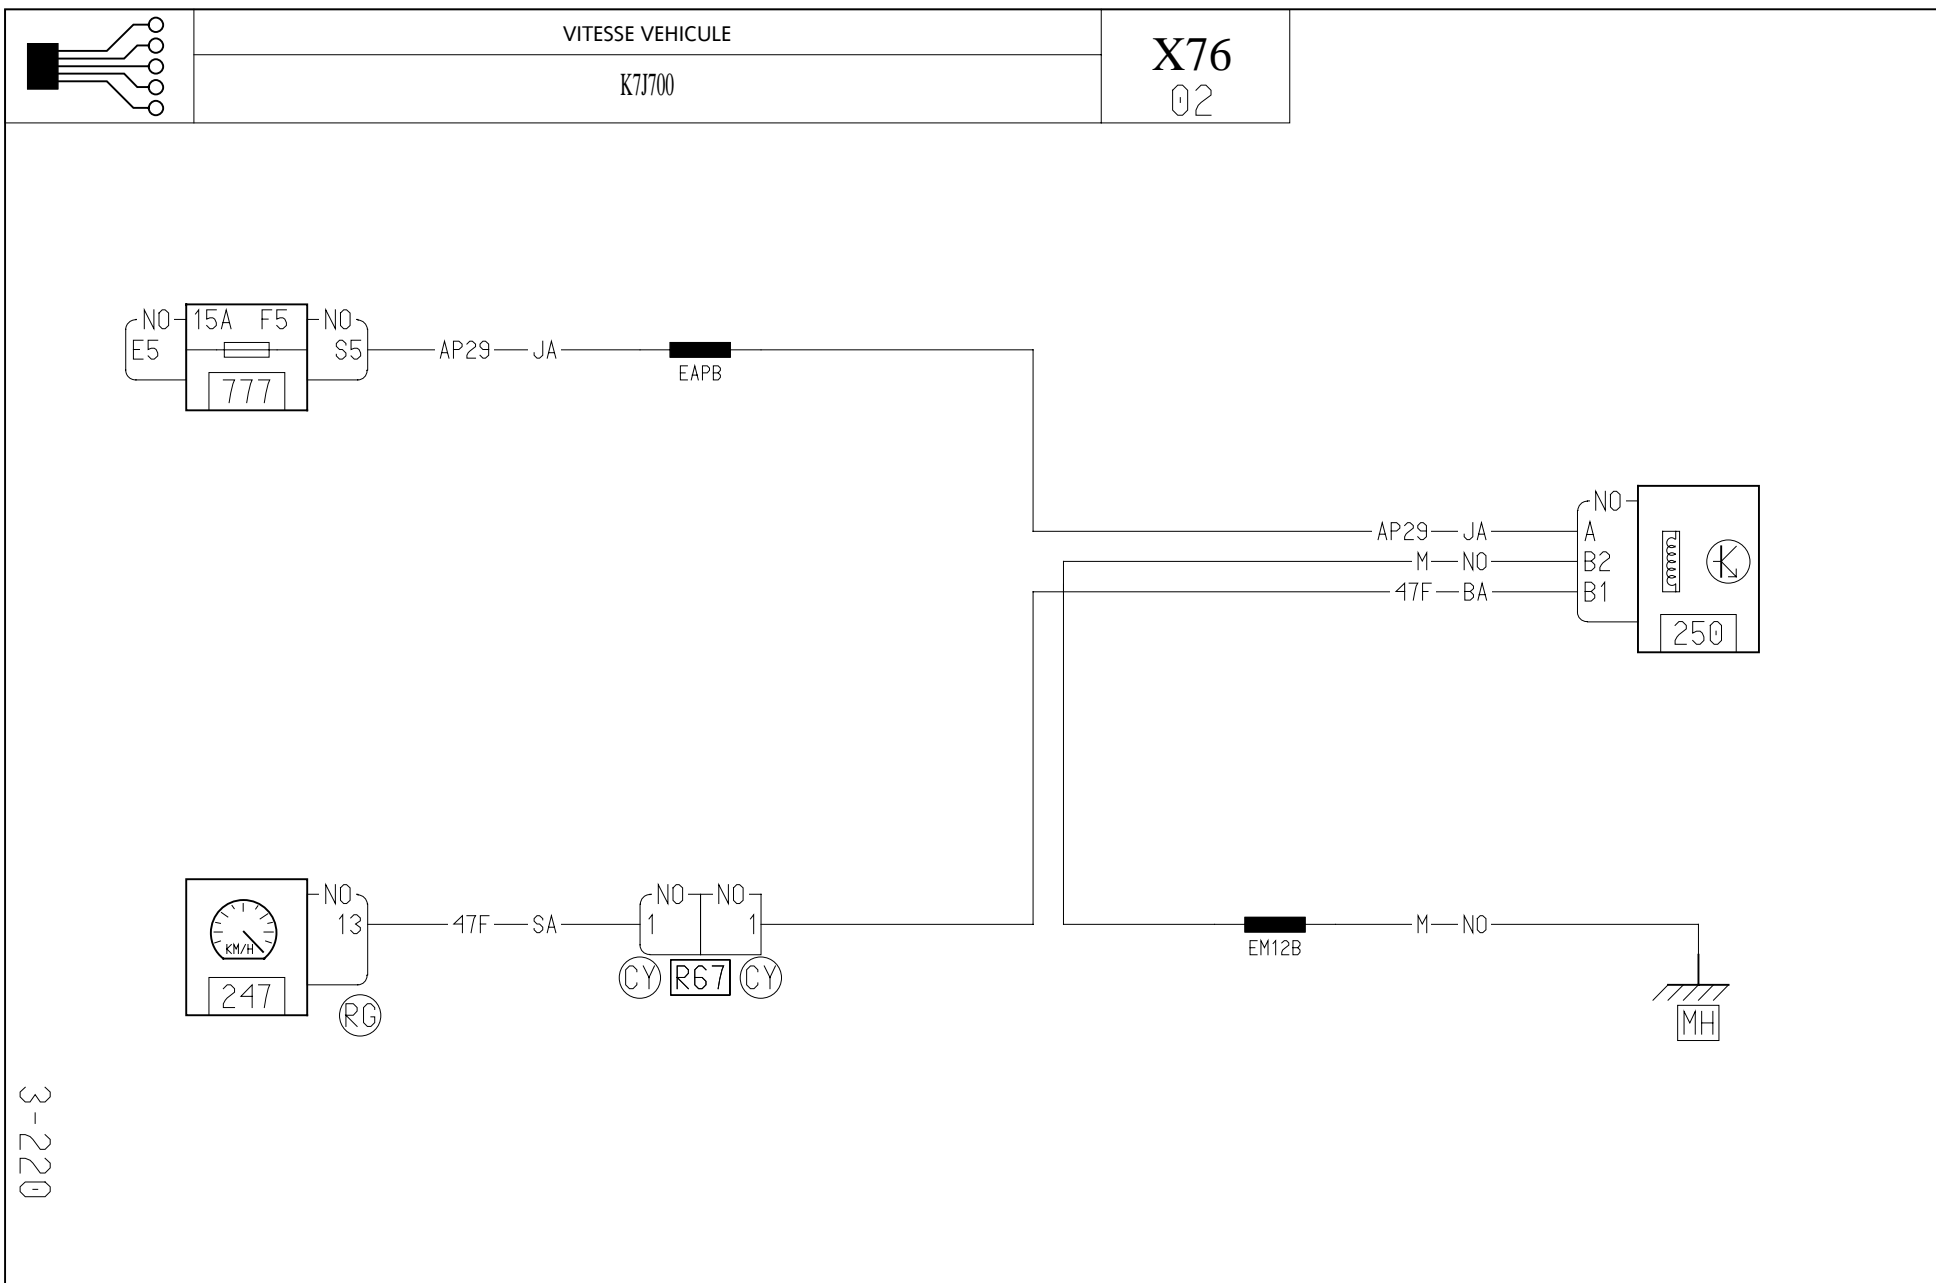 VITESSE VEHICULE
K7J700
X76
02
NO 15A F5 NO
E5 S5 AP29 JA
EAPB
777
NO
AP29 JA A
M NO B2
47F BA B1
250
NO NO NO
13 47F SA 1 1 M NO
KM/H
EM12B
247 CY R67 CY
RG MH
3-220